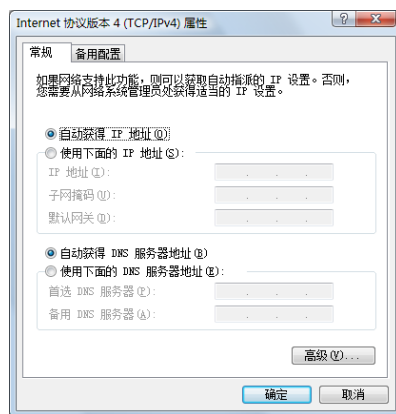 Internet 协议版本 4 (TCP/IPv4) 属性
常规
备用配置
如果网络支持此功能，则可以获取自动指派的 IP 设置。否则，
您需要从网络系统管理员处获得适当的 IP 设置。
自动获得 IP 地址(O)
使用下面的 IP 地址(S):
IP 地址(I):
子网掩码(U):
默认网关(D):
自动获得 DNS 服务器地址(B)
使用下面的 DNS 服务器地址(E):
首选 DNS 服务器(P):
备用 DNS 服务器(A):
高级(V)...
确定
取消